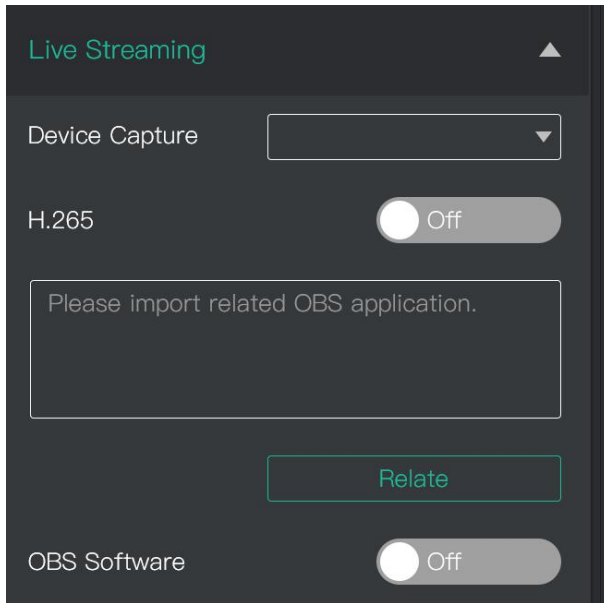 Live Streaming
Device Capture
H.265 Off
Please import related OBS application.
Relate
OBS Software Off